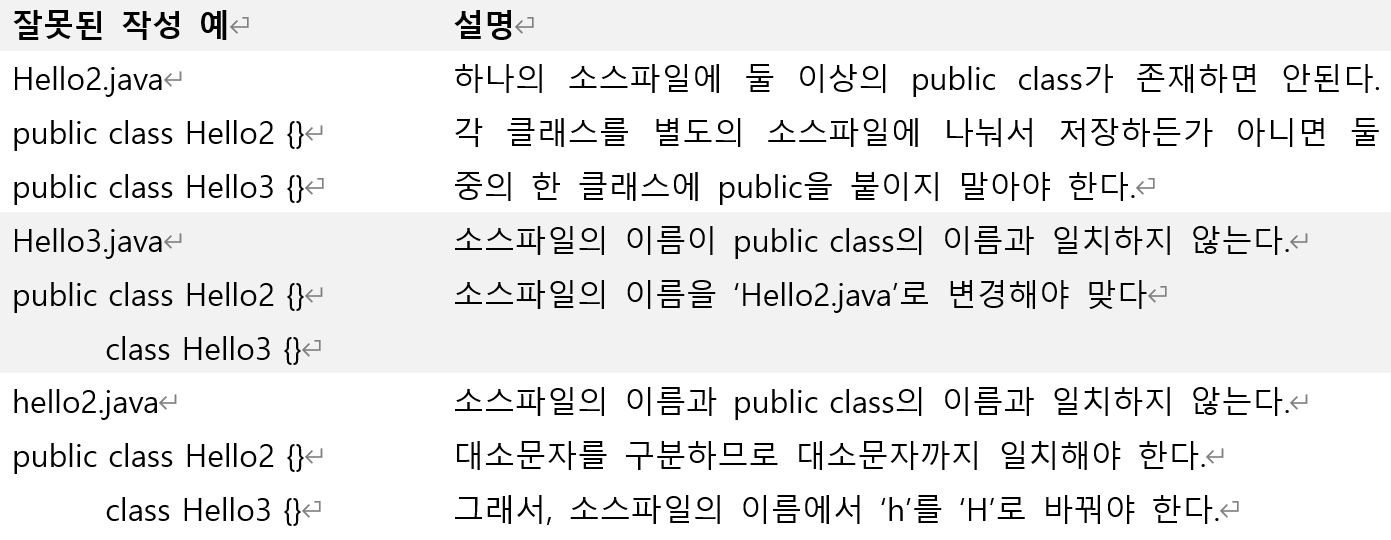 잘못된 작성 예 설명
Hello2.java 하나의 소스파일에 둘 이상의 public class가 존재하면 안된다.
public class Hello2 {} 각 클래스를 별도의 소스파일에 나눠서 저장하든가 아니면 둘
public class Hello3 {} 중의 한 클래스에 public을 붙이지 말아야 한다.
Hello3.java 소스파일의 이름이 public class의 이름과 일치하지 않는다.
public class Hello2 {} 소스파일의 이름을 ‘Hello2.java’로 변경해야 맞다
class Hello3 {}
hello2.java 소스파일의 이름과 public class의 이름과 일치하지 않는다.
public class Hello2 {} 대소문자를 구분하므로 대소문자까지 일치해야 한다.
class Hello3 {} 그래서, 소스파일의 이름에서 ‘h’를 ‘H’로 바꿔야 한다.